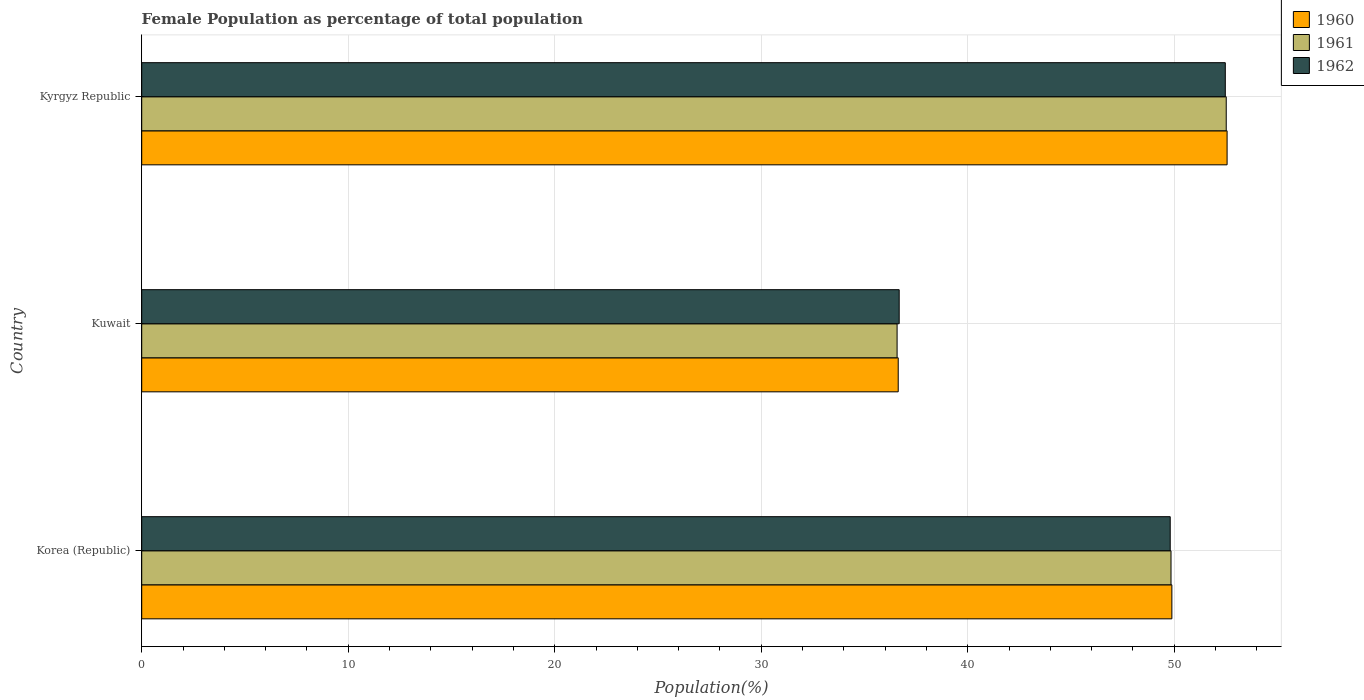 Female Population as percentage of total population
1960
1961
1962
Kyrgyz Republic
Kuwait
Korea (Republic)
Country
0
10
20
30
40
50
Population(%)